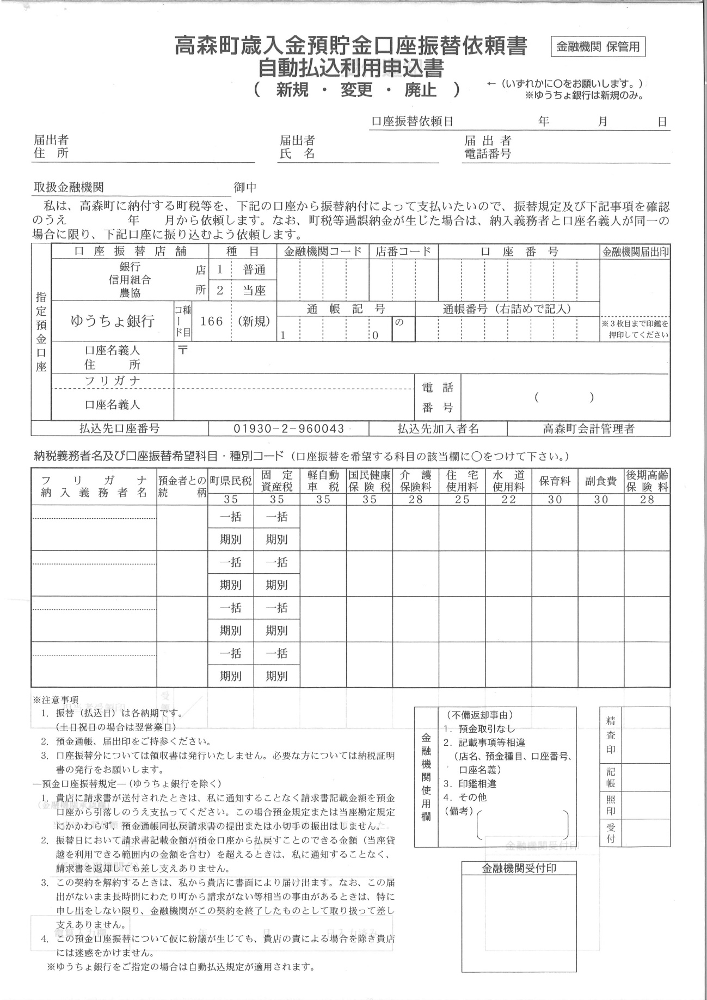 高森町歳入金預貯金口座振替依頼書
金融機関 保管用
自動払込利用申込書
（ 新規 ・ 変更 ・ 廃止 ）
←（いずれかに〇をお願いします。）
※ゆうちょ銀行は新規のみ。
口座振替依頼日 年 月 日
届出者 住所
届出者 氏名
届出者 電話番号
取扱金融機関 御中
私は、高森町に納付する町税等を、下記の口座から振替納付によって支払いたいので、振替規定及び下記事項を確認
のうえ 年 月から依頼します。なお、町税等過誤納金が生じた場合は、納入義務者と口座名義人が同一の
場合に限り、下記口座に振り込むよう依頼します。
指定預金口座
口座振替店舗 種目 金融機関コード 店番コード 口座番号 金融機関届出印
銀行 店 1 普通
信用組合
農協 所 2 当座
ゆうちょ銀行 種目コード 166 (新規) 通帳記号 通帳番号（右詰めで記入）
1 0 の
※３枚目まで印鑑を
押印してください
口座名義人 住所 〒
フリガナ
口座名義人
電話番号 ( )
払込先口座番号 01930-2-960043 払込先加入者名 高森町会計管理者
納税義務者名及び口座振替希望科目・種別コード（口座振替を希望する科目の該当欄に〇をつけて下さい。）
フリガナ 納入義務者名 預金者との続柄 町県民税 固定資産税 軽自動車税 国民健康保険税 介護保険料 住宅使用料 水道使用料 保育料 副食費 後期高齢保険料
35 35 35 35 28 25 22 30 30 28
一括 一括
期別 期別
一括 一括
期別 期別
一括 一括
期別 期別
一括 一括
期別 期別
※注意事項
1. 振替（払込日）は各納期です。
（土日祝日の場合は翌営業日）
2. 預金通帳、届出印をご持参ください。
3. 口座振替分については領収書は発行いたしません。必要な方については納税証明
書の発行をお願いします。
―預金口座振替規定―（ゆうちょ銀行を除く）
1. 貴店に請求書が送付されたときは、私に通知することなく請求書記載金額を預金
口座から引落しのうえ支払ってください。この場合預金規定または当座勘定規定
にかかわらず、預金通帳同払戻請求書の提出または小切手の振出はしません。
2. 振替日において請求書記載金額が預金口座から払戻すことのできる金額（当座貸
越を利用できる範囲内の金額を含む）を超えるときは、私に通知することなく、
請求書を返却しても差し支えありません。
3. この契約を解約するときは、私から貴店に書面により届け出ます。なお、この届
出がないまま長時間にわたり町から請求がない等相当の事由があるときは、特に
申し出をしない限り、金融機関がこの契約を終了したものとして取り扱って差し
支えありません。
4. この預金口座振替について仮に紛議が生じても、貴店の責による場合を除き貴店
には迷惑をかけません。
※ゆうちょ銀行をご指定の場合は自動払込規定が適用されます。
金融機関使用欄
（不備返却事由）
1. 預金取引なし
2. 記載事項等相違
（店名、預金種目、口座番号、
口座名義）
3. 印鑑相違
4. その他
（備考）
精査印
記帳
照印
受付
金融機関受付印